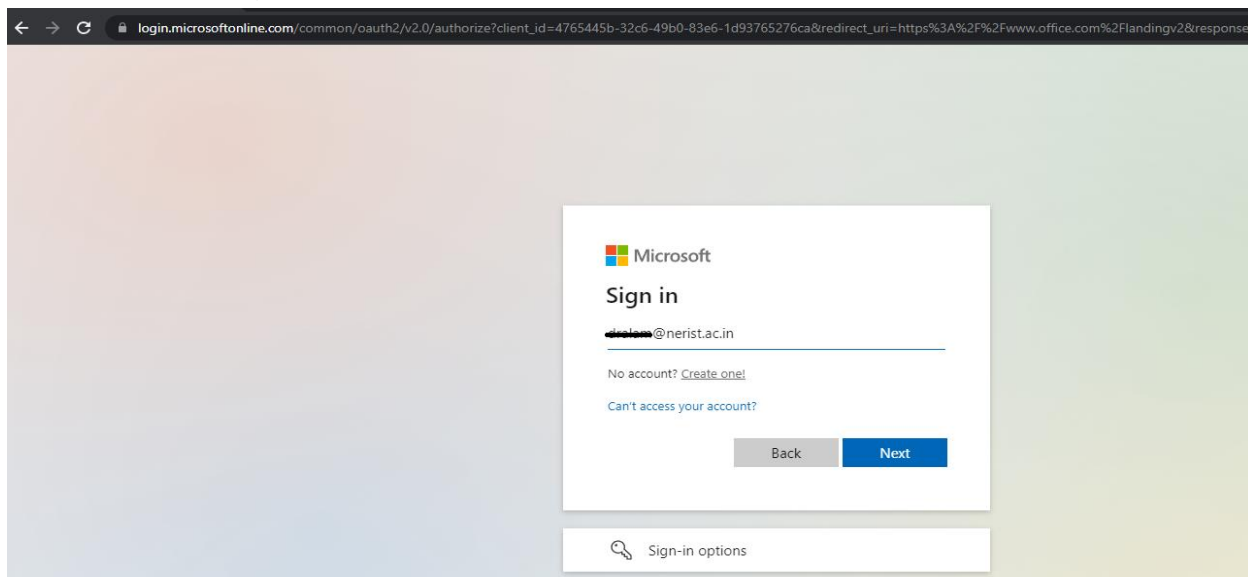 login.microsoftonline.com/common/oauth2/v2.0/authorize?client_id=4765445b-32c6-49b0-83e6-1d93765276ca&redirect_uri=https%3A%2F%2Fwww.office.com%2Flandingv2&response
Microsoft
Sign in
@nerist.ac.in
No account? Create one!
Can't access your account?
Back Next
Sign-in options